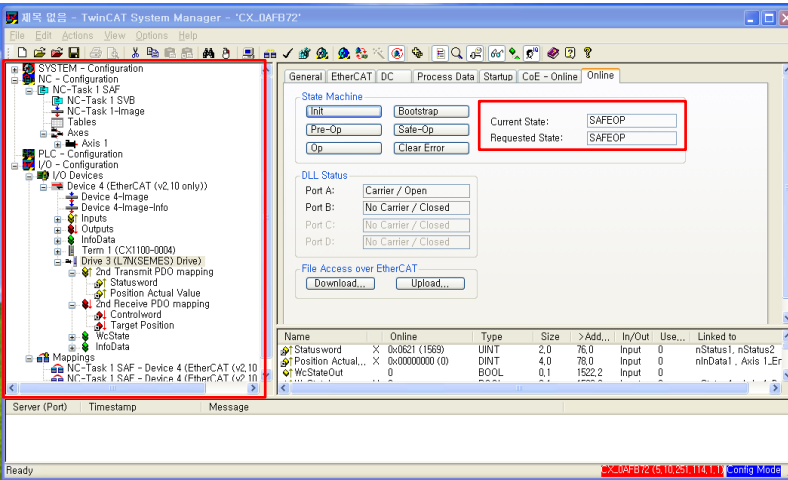 제목 없음 - TwinCAT System Manager - 'CX_0AFB72'
File Edit Actions View Options Help
SYSTEM - Configuration
NC - Configuration
NC-Task 1 SAF
NC-Task 1 SVB
NC-Task 1-Image
Tables
Axes
Axis 1
PLC - Configuration
I/O - Configuration
I/O Devices
Device 4 (EtherCAT (v2,10 only))
Device 4-Image
Device 4-Image-Info
Inputs
Outputs
InfoData
Term 1 (CX1100-0004)
Drive 3 (L7N(SEMES) Drive)
2nd Transmit PDO mapping
Statusword
Position Actual Value
2nd Receive PDO mapping
Controlword
Target Position
WcState
InfoData
Mappings
NC-Task 1 SAF - Device 4 (EtherCAT (v2,10
NC-Task 1 SAF - Device 4 (EtherCAT (v2,10
General EtherCAT DC Process Data Startup CoE - Online Online
State Machine
Init Bootstrap
Pre-Op Safe-Op
Op Clear Error
Current State: SAFEOP
Requested State: SAFEOP
DLL Status
Port A: Carrier / Open
Port B: No Carrier / Closed
Port C: No Carrier / Closed
Port D: No Carrier / Closed
File Access over EtherCAT
Download... Upload...
Name Online Type Size >Add... In/Out Use... Linked to
Statusword X 0x0621 (1569) UINT 2,0 76,0 Input 0 nStatus1, nStatus2
Position Actual... X 0x00000000 (0) DINT 4,0 78,0 Input 0 nInData1 , Axis 1_Er
WcStateOut 0 BOOL 0,1 1522,2 Input 0
Server (Port) Timestamp Message
Ready CX_0AFB72 (5,10,251,114,1,1) Config Mode